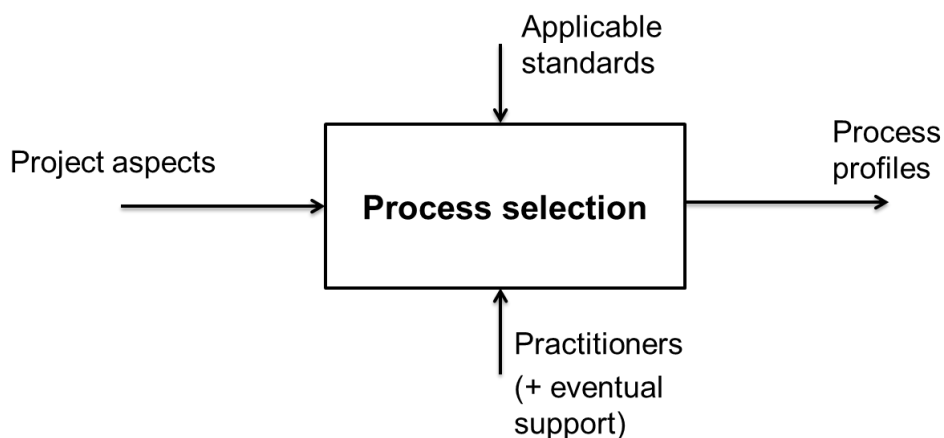 Applicable
standards
Project aspects
Process
profiles
Process selection
Practitioners
(+ eventual
support)